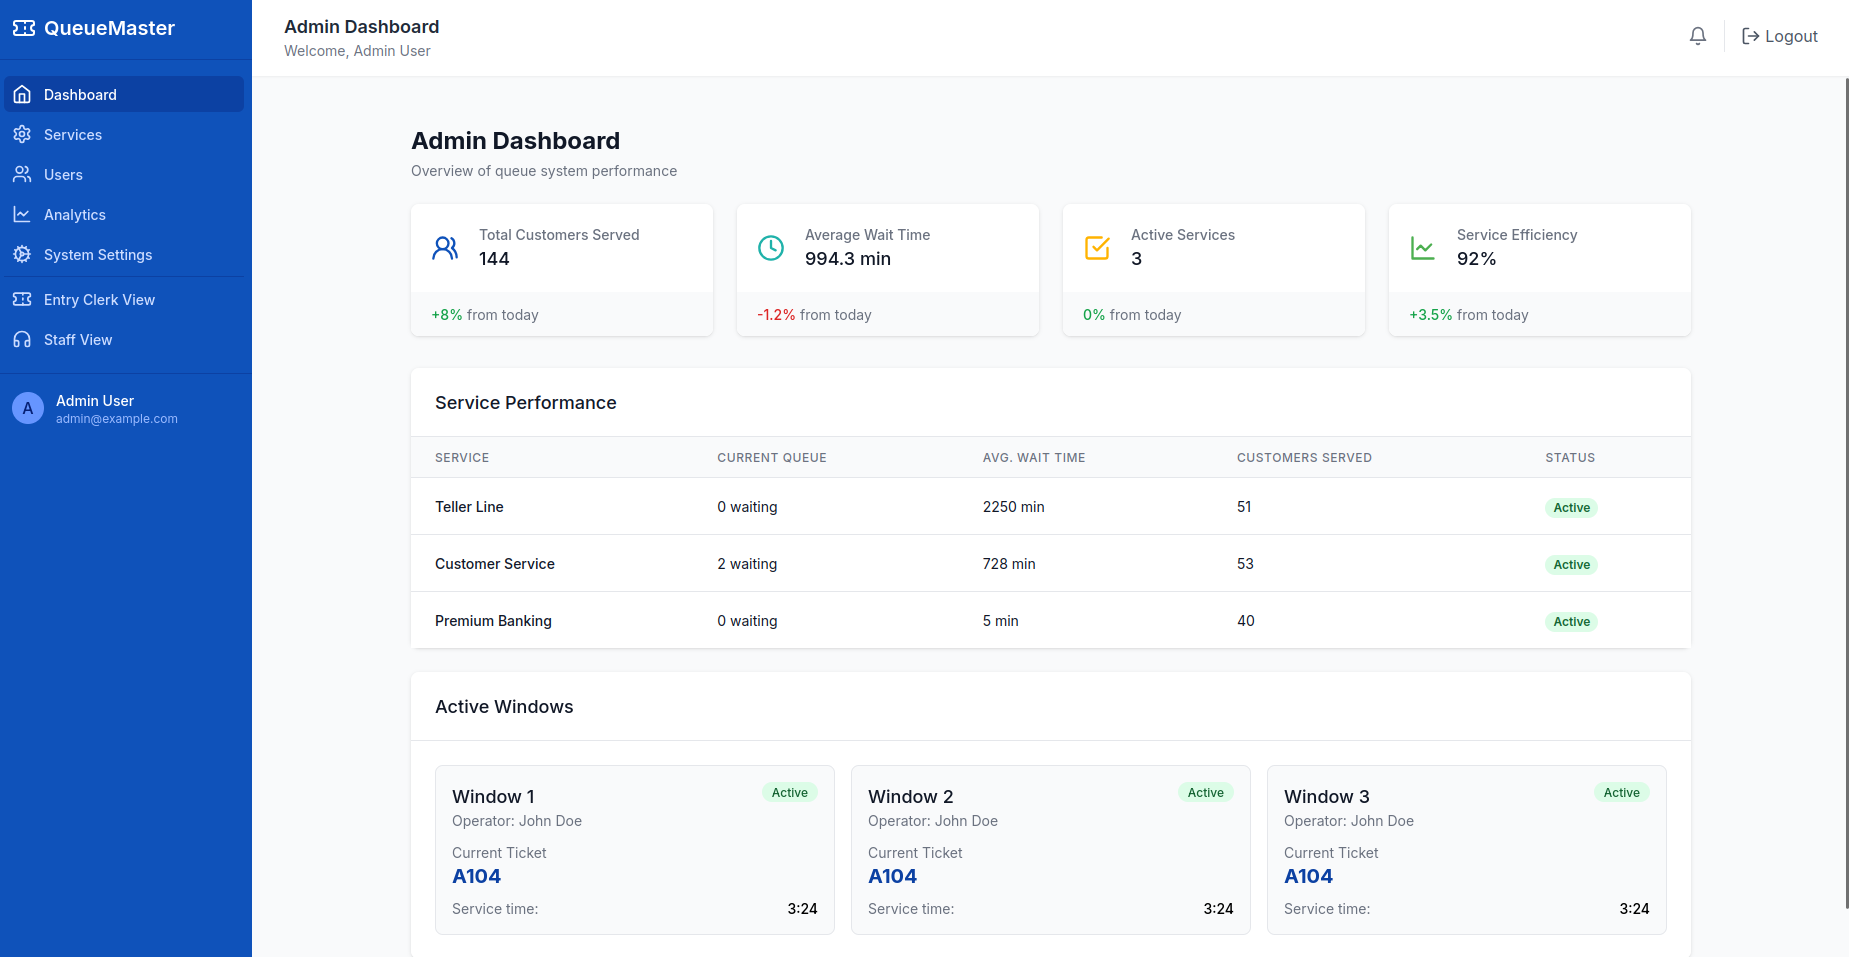 QueueMaster
Dashboard
Services
Users
Analytics
System Settings
Entry Clerk View
Staff View
A
Admin User
admin@example.com
Admin Dashboard
Welcome, Admin User
Logout
Admin Dashboard
Overview of queue system performance
Total Customers Served
144
+8% from today
Average Wait Time
994.3 min
-1.2% from today
Active Services
3
0% from today
Service Efficiency
92%
+3.5% from today
Service Performance
SERVICE CURRENT QUEUE AVG. WAIT TIME CUSTOMERS SERVED STATUS
Teller Line 0 waiting 2250 min 51 Active
Customer Service 2 waiting 728 min 53 Active
Premium Banking 0 waiting 5 min 40 Active
Active Windows
Window 1 Active
Operator: John Doe
Current Ticket
A104
Service time: 3:24
Window 2 Active
Operator: John Doe
Current Ticket
A104
Service time: 3:24
Window 3 Active
Operator: John Doe
Current Ticket
A104
Service time: 3:24